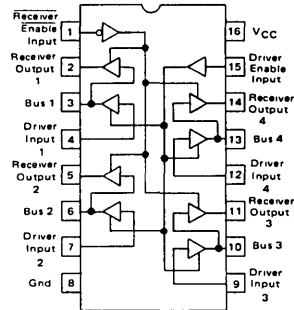 Receiver
Enable
Input
1
Receiver
Output
1
2
Bus 1
3
Driver
Input
1
4
Receiver
Output
2
5
Bus 2
6
Driver
Input
2
7
Gnd
8
16
VCC
15
Driver
Enable
Input
14
Receiver
Output
4
13
Bus 4
12
Driver
Input
4
11
Receiver
Output
3
10
Bus 3
9
Driver
Input
3